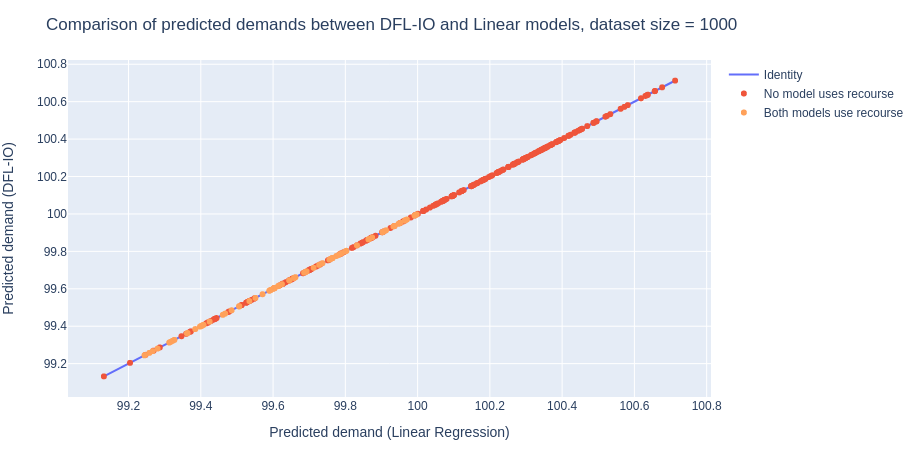 Comparison of predicted demands between DFL-IO and Linear models, dataset size = 1000
Predicted demand (DFL-IO)
100.8
100.6
100.4
100.2
100
99.8
99.6
99.4
99.2
99.2 99.4 99.6 99.8 100 100.2 100.4 100.6 100.8
Predicted demand (Linear Regression)
Identity
No model uses recourse
Both models use recourse